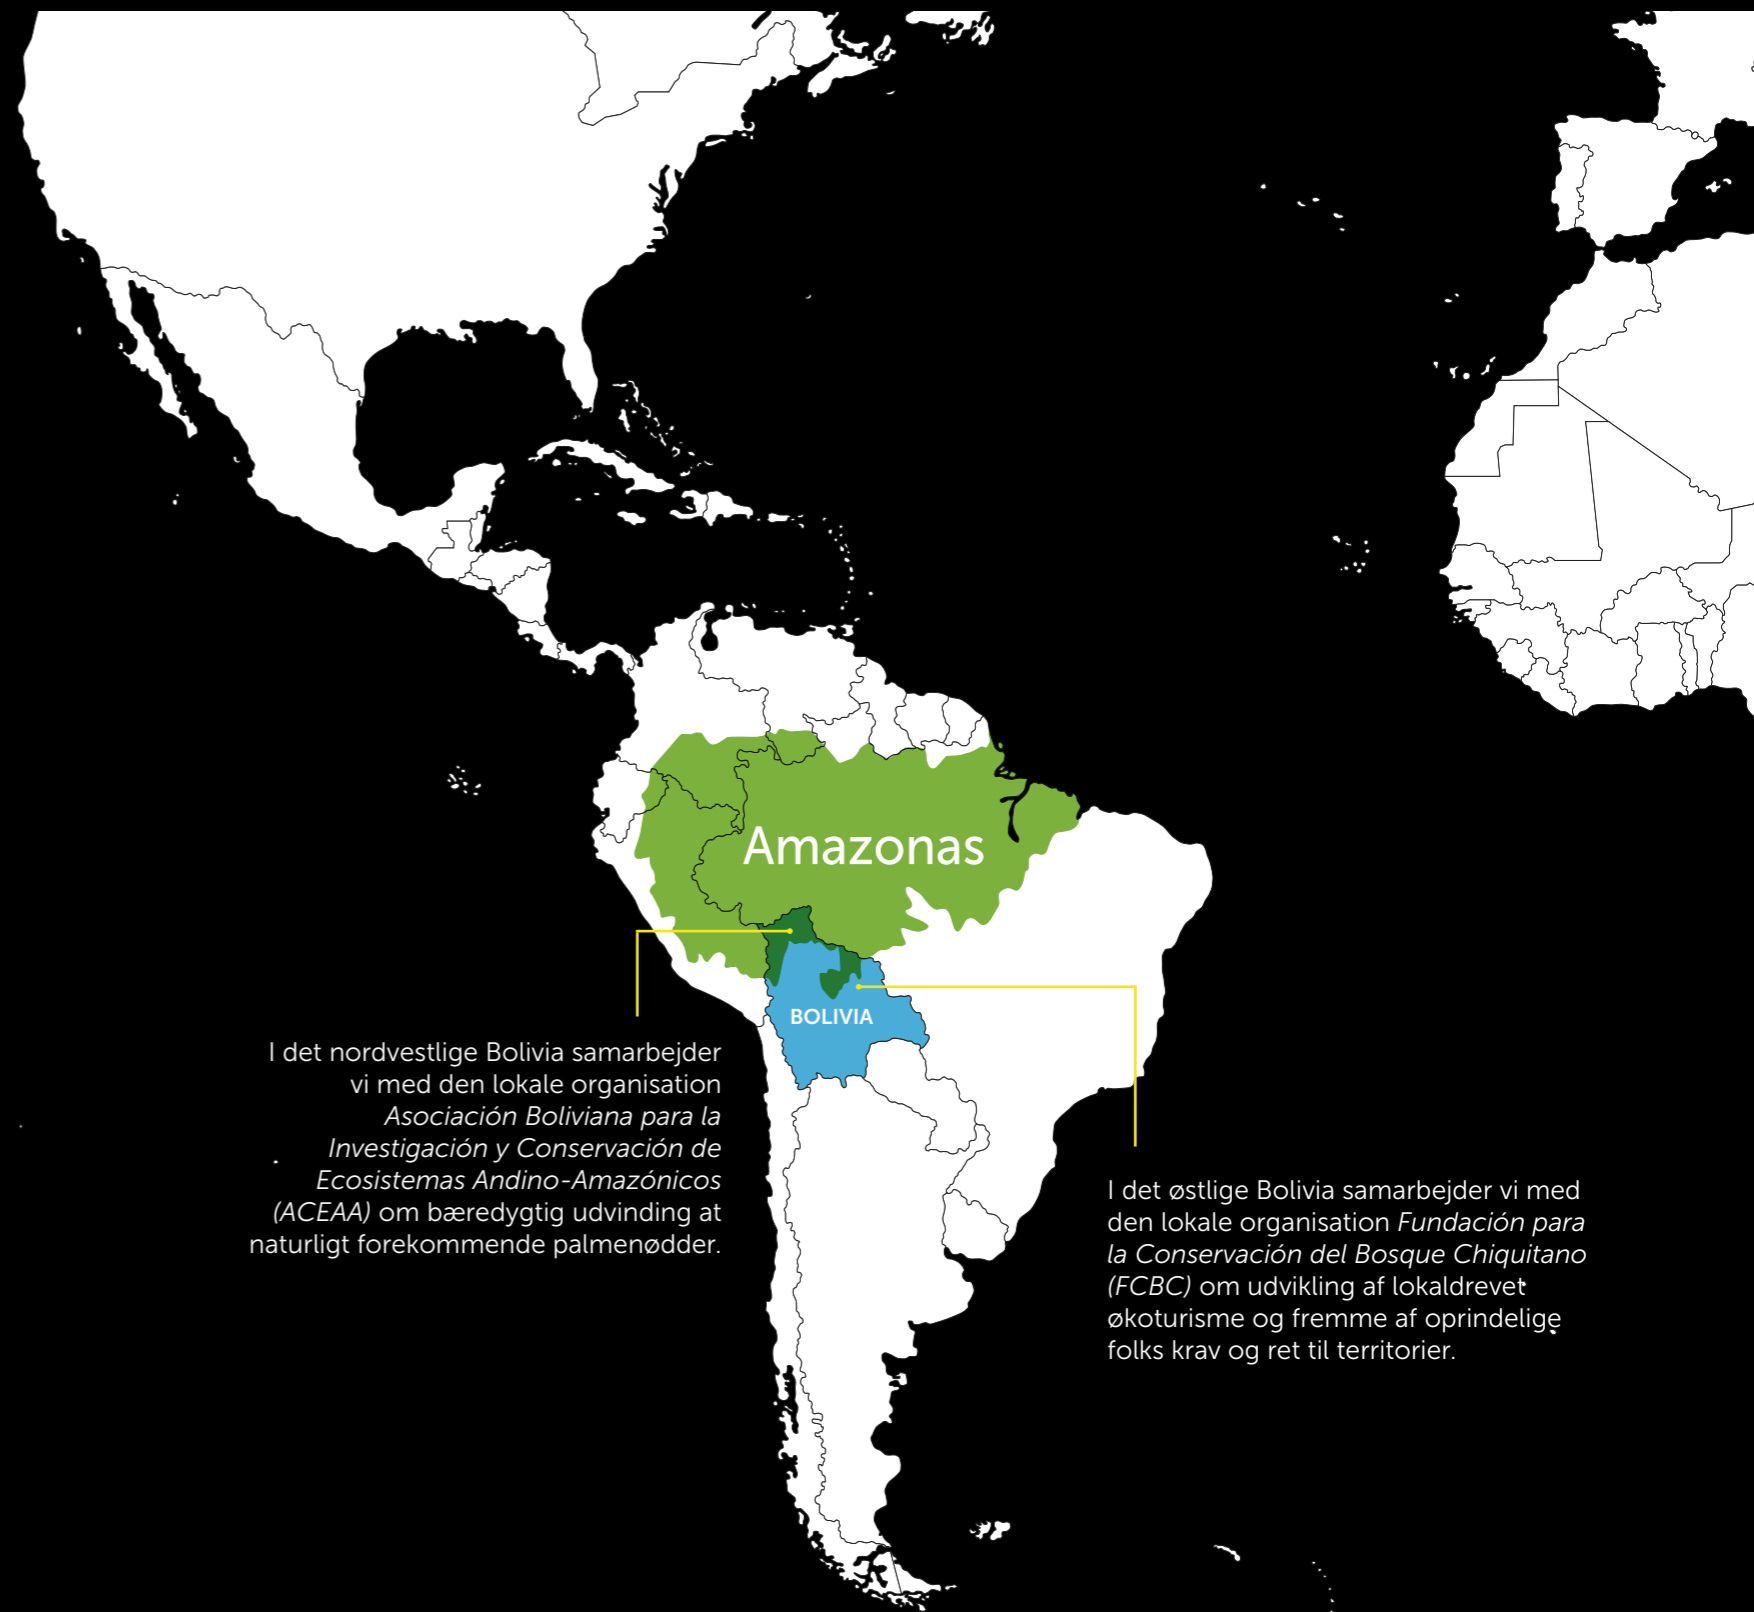 Amazonas
BOLIVIA
I det nordvestlige Bolivia samarbejder
vi med den lokale organisation
Asociación Boliviana para la
Investigación y Conservación de
Ecosistemas Andino-Amazónicos
(ACEAA) om bæredygtig udvinding at
naturligt forekommende palmenødder.
I det østlige Bolivia samarbejder vi med
den lokale organisation Fundación para
la Conservación del Bosque Chiquitano
(FCBC) om udvikling af lokaldrevet
økoturisme og fremme af oprindelige
folks krav og ret til territorier.